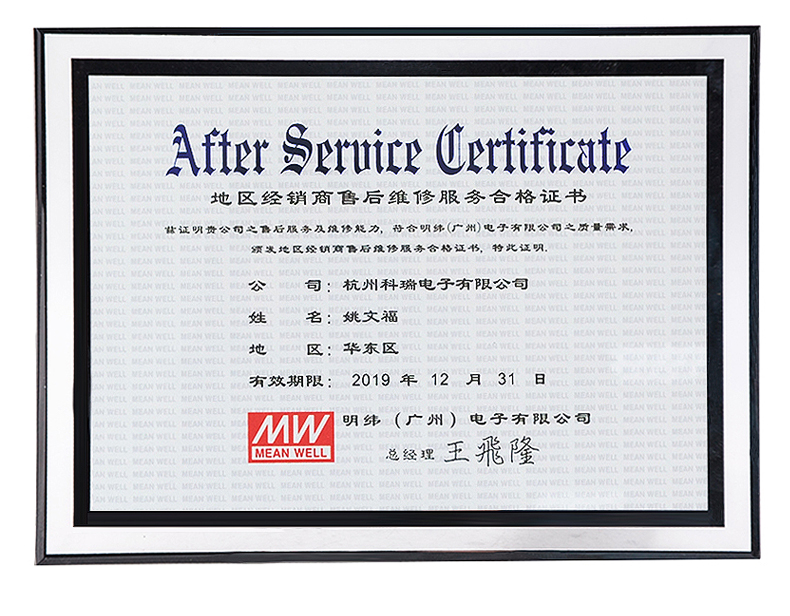 After Service Certificate
地区经销商售后维修服务合格证书
兹证明贵公司之售后服务及维修能力，符合明纬(广州)电子有限公司之质量需求，
颁发地区经销商售后维修服务合格证书，特此证明.
公 司：杭州科瑞电子有限公司
姓 名：姚文福
地 区：华东区
有效期限： 2019 年 12 月 31 日
MW
MEAN WELL
明纬（广州）电子有限公司
总经理 王飛隆